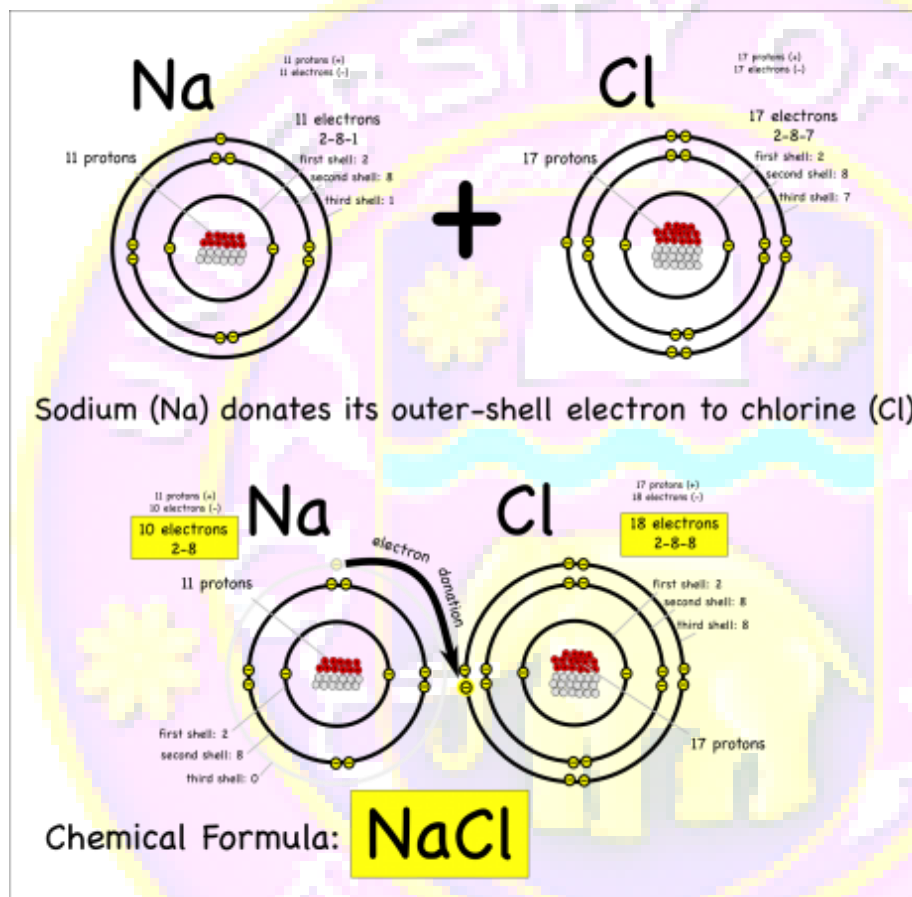 Na
11 protons (+)
11 electrons (-)
11 electrons
2-8-1
11 protons
first shell: 2
second shell: 8
third shell: 1
+
Cl
17 protons (+)
17 electrons (-)
17 electrons
2-8-7
17 protons
first shell: 2
second shell: 8
third shell: 7
Sodium (Na) donates its outer-shell electron to chlorine (Cl)
11 protons (+)
10 electrons (-)
10 electrons
2-8
Na
11 protons
first shell: 2
second shell: 8
third shell: 0
electron donation
Cl
17 protons (+)
18 electrons (-)
18 electrons
2-8-8
first shell: 2
second shell: 8
third shell: 8
17 protons
Chemical Formula: NaCl